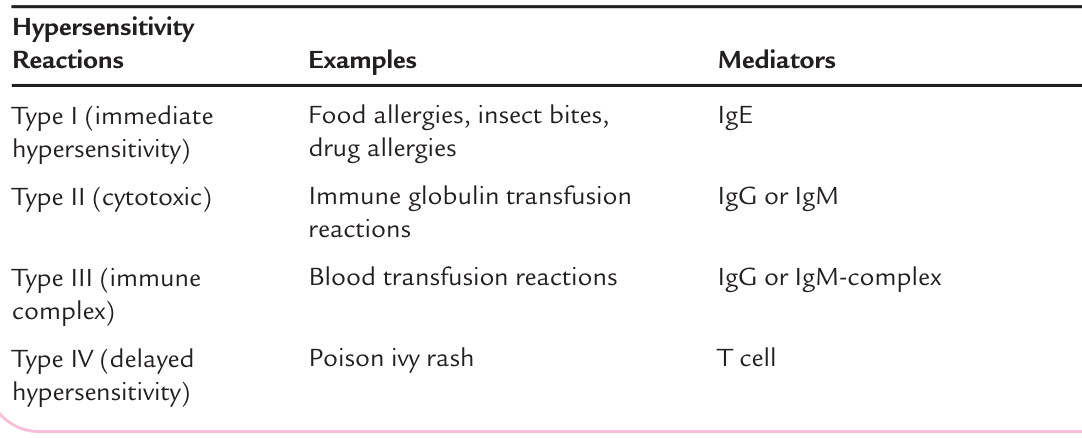 Hypersensitivity
Reactions Examples Mediators
Type I (immediate Food allergies, insect bites, IgE
hypersensitivity) drug allergies
Type II (cytotoxic) Immune globulin transfusion IgG or IgM
reactions
Type III (immune Blood transfusion reactions IgG or IgM-complex
complex)
Type IV (delayed Poison ivy rash T cell
hypersensitivity)